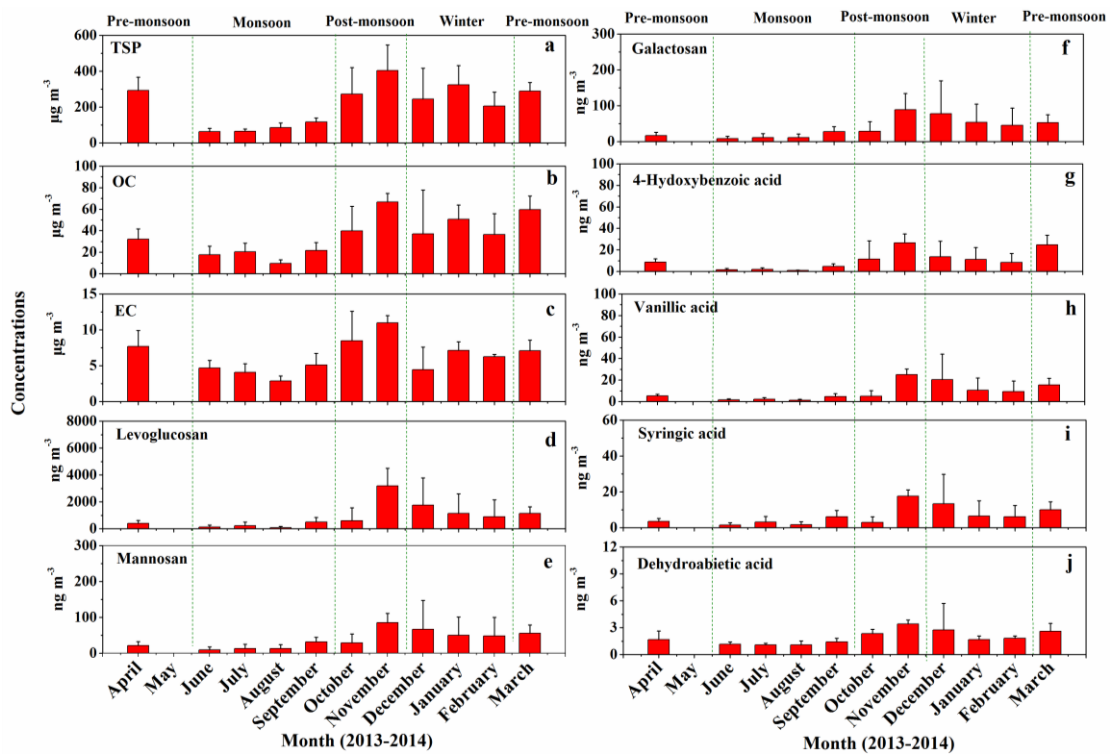 Pre-monsoon Monsoon Post-monsoon Winter Pre-monsoon
TSP
a
600
400
200
0
µg m-3
OC
b
100
80
60
40
20
0
µg m-3
EC
c
15
10
5
0
µg m-3
Levoglucosan
d
8000
6000
4000
2000
1000
0
ng m-3
Mannosan
e
300
200
100
0
ng m-3
Concentrations
April May June July August September October November December January February March
Month (2013-2014)
Pre-monsoon Monsoon Post-monsoon Winter Pre-monsoon
Galactosan
f
300
200
100
50
0
ng m-3
4-Hydoxybenzoic acid
g
100
80
60
40
20
0
ng m-3
Vanillic acid
h
100
80
60
40
20
0
ng m-3
Syringic acid
i
60
40
20
0
ng m-3
Dehydroabietic acid
j
12
9
6
3
0
ng m-3
April May June July August September October November December January February March
Month (2013-2014)